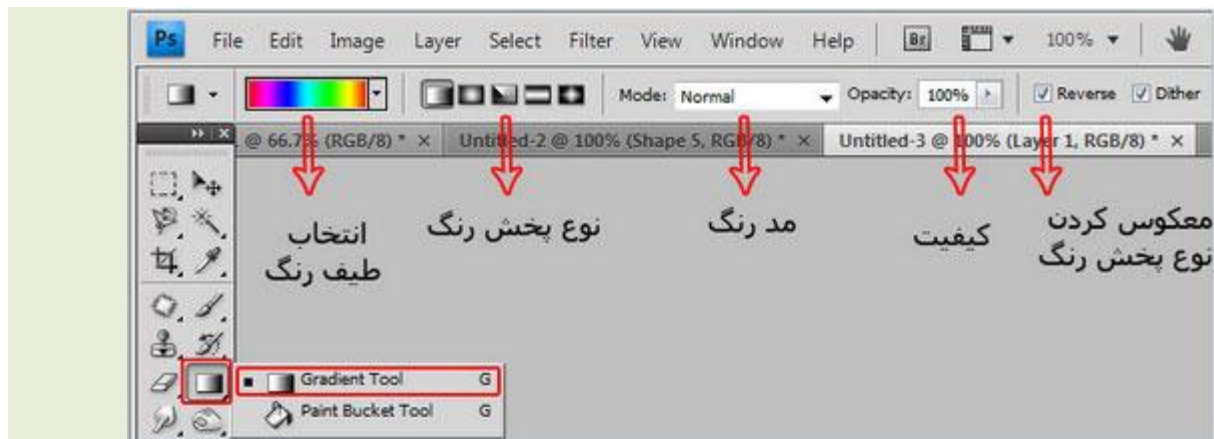 Ps File Edit Image Layer Select Filter View Window Help Br 100%
Mode: Normal Opacity: 100% Reverse Dither
@ 66.7% (RGB/8) * × Untitled-2 @ 100% (Shape 5, RGB/8) * × Untitled-3 @ 100% (Layer 1, RGB/8) * ×
انتخاب
طیف رنگ
نوع پخش رنگ
مد رنگ
کیفیت
معکوس کردن
نوع پخش رنگ
Gradient Tool G
Paint Bucket Tool G